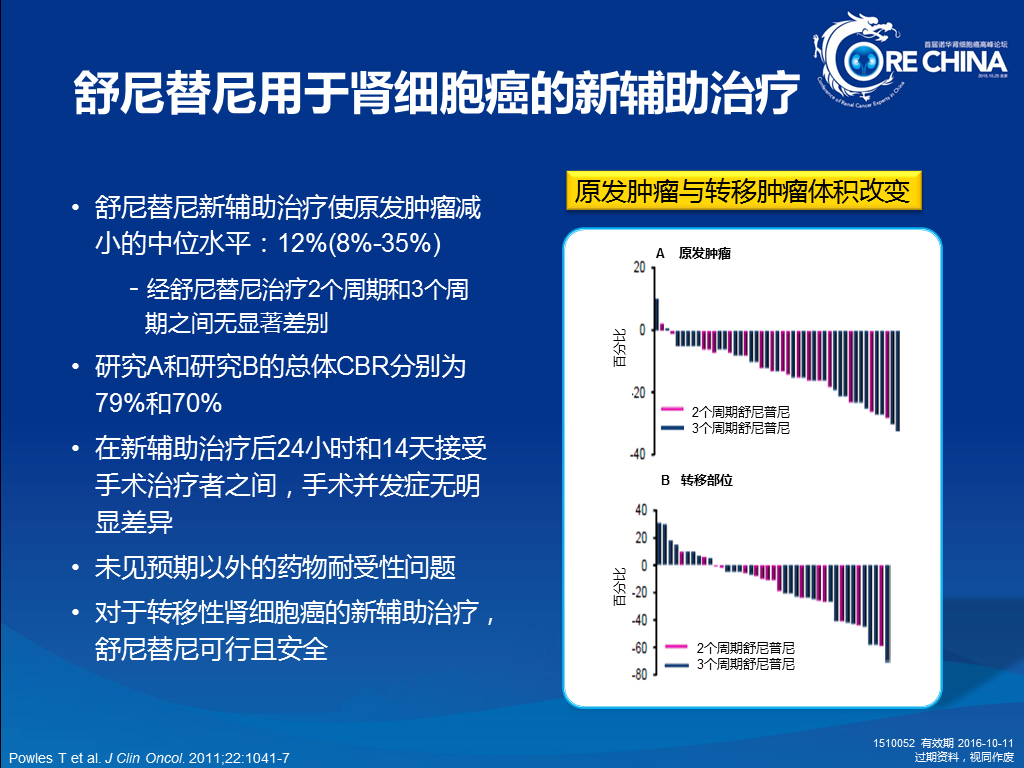 首届诺华肾细胞癌高峰论坛
CORE CHINA
2015.10.25 北京
Conference of Renal Cancer Experts in China
舒尼替尼用于肾细胞癌的新辅助治疗
• 舒尼替尼新辅助治疗使原发肿瘤减
小的中位水平：12%(8%-35%)
- 经舒尼替尼治疗2个周期和3个周
期之间无显著差别
• 研究A和研究B的总体CBR分别为
79%和70%
• 在新辅助治疗后24小时和14天接受
手术治疗者之间，手术并发症无明
显差异
• 未见预期以外的药物耐受性问题
• 对于转移性肾细胞癌的新辅助治疗，
舒尼替尼可行且安全
原发肿瘤与转移肿瘤体积改变
A 原发肿瘤
20
0
-20
-40
百分比
2个周期舒尼普尼
3个周期舒尼普尼
B 转移部位
40
20
0
-20
-40
-60
-80
百分比
2个周期舒尼普尼
3个周期舒尼普尼
Powles T et al. J Clin Oncol. 2011;22:1041-7
1510052 有效期 2016-10-11
过期资料，视同作废